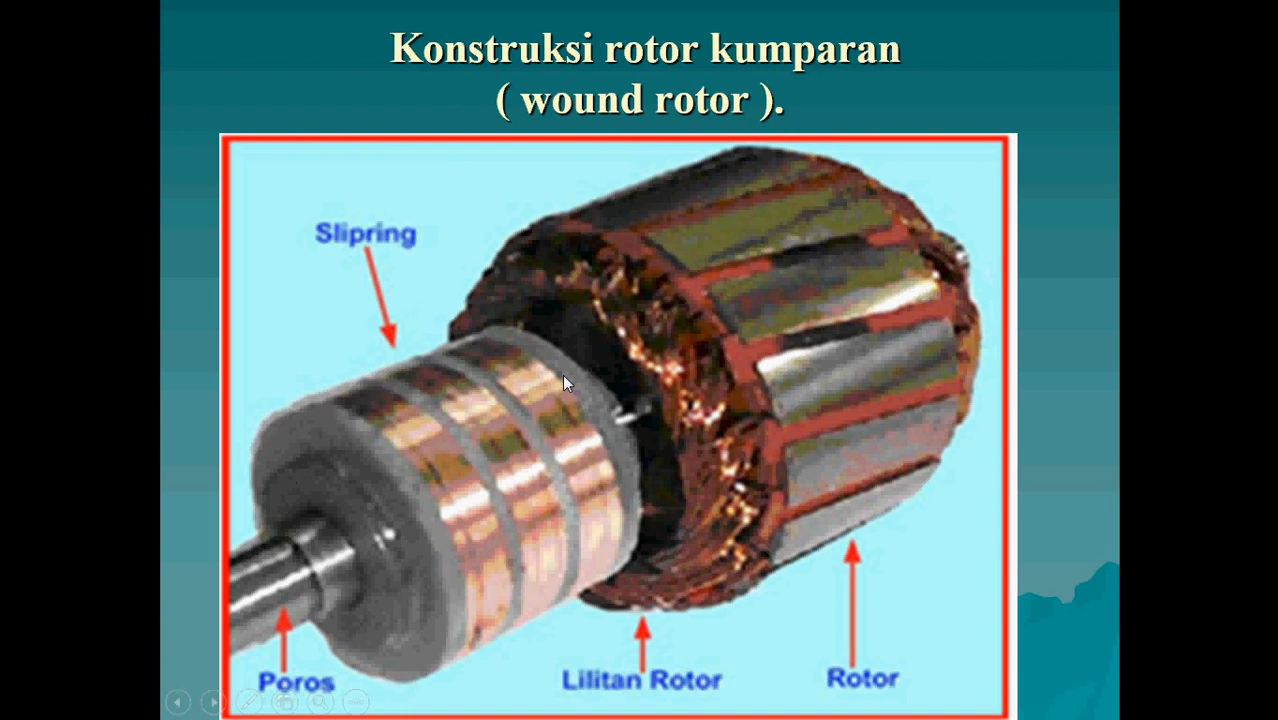 Konstruksi rotor kumparan
( wound rotor ).
Slipring
Poros
Lilitan Rotor
Rotor